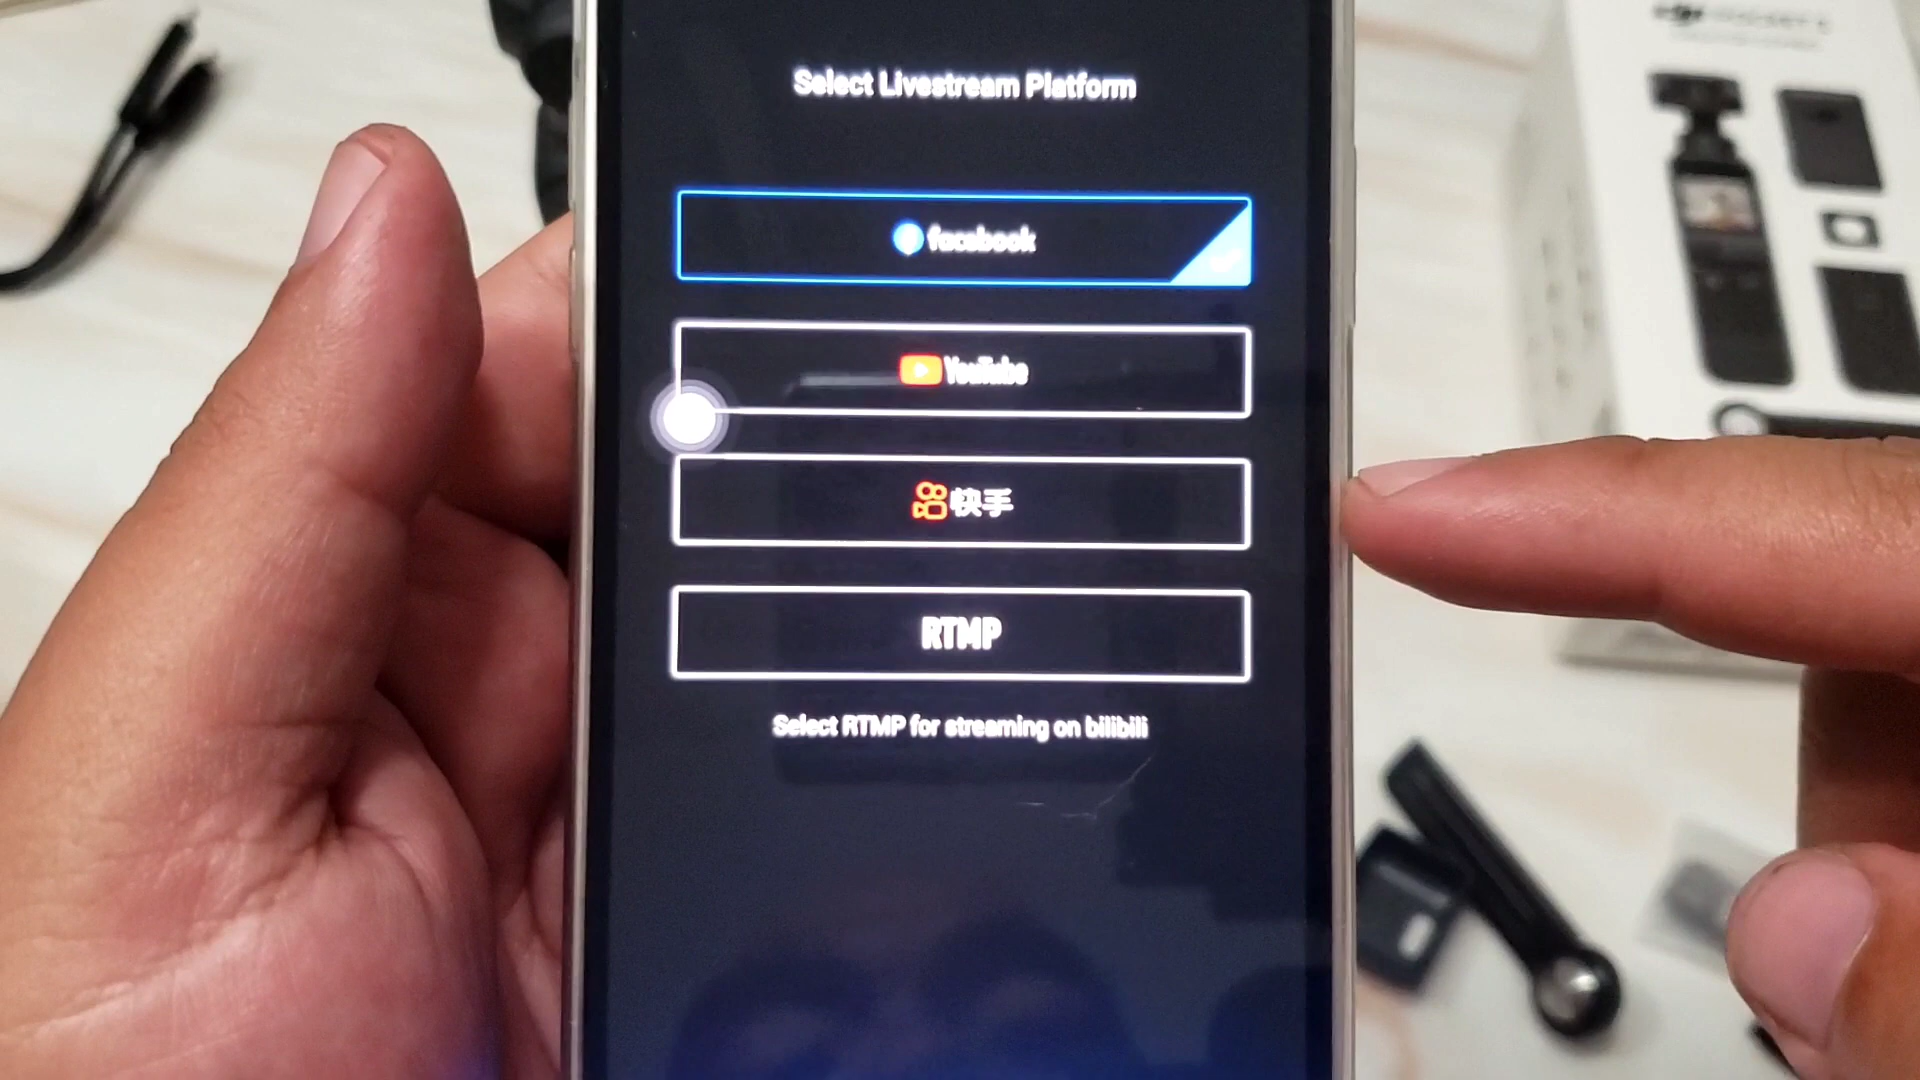 Select Livestream Platform
facebook
YouTube
快手
RTMP
Select RTMP for streaming on bilibili